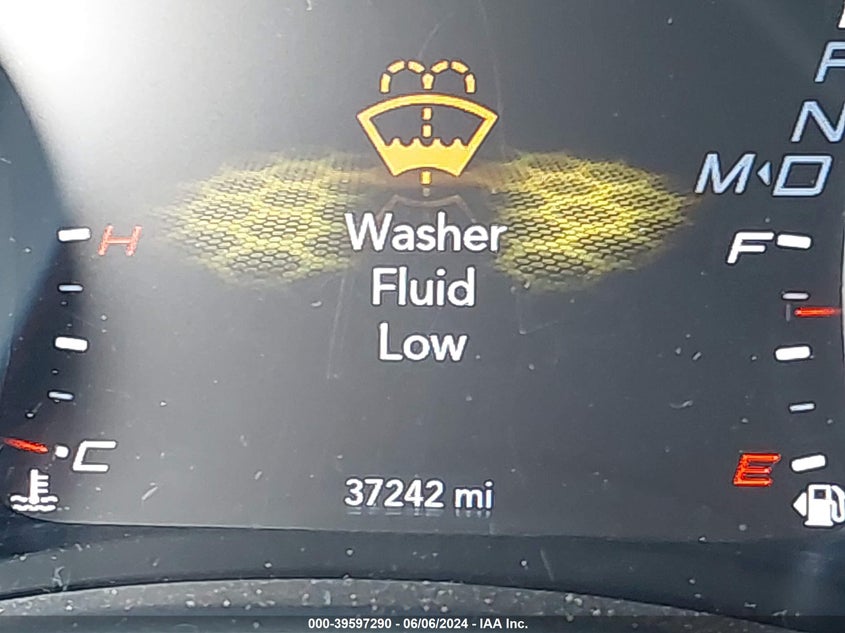 P
N
M D
H
F
Washer
Fluid
Low
C
E
37242 mi
000-39597290 - 06/06/2024 - IAA Inc.